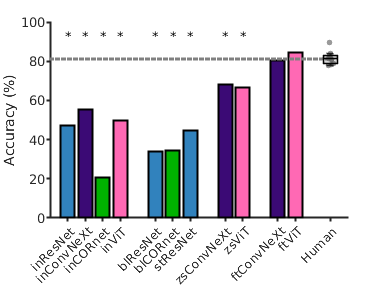 100
* * * * * * * * *
80
60
40
20
0
Accuracy (%)
inResNet
inConvNeXt
inCORnet
inViT
blResNet
blCORnet
stResNet
zsConvNeXt
zsViT
ftConvNeXt
ftViT
Human